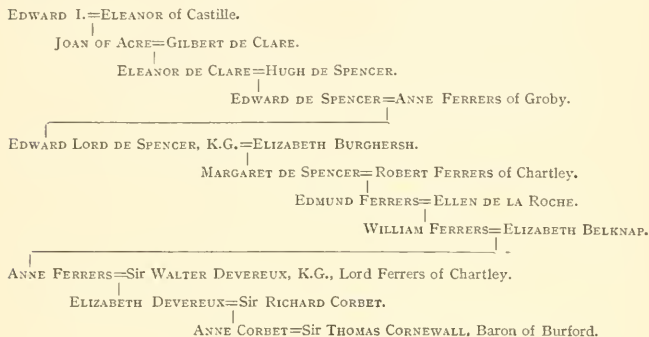 Edward I.=Eleanor of Castille.
Joan of Acre=Gilbert de Clare.
Eleanor de Clare=Hugh de Spencer.
Edward de Spencer=Anne Ferrers of Groby.
Edward Lord de Spencer, K.G.=Elizabeth Burghersh.
Margaret de Spencer=Robert Ferrers of Chartley.
Edmund Ferrers=Ellen de la Roche.
William Ferrers=Elizabeth Belknap.
Anne Ferrers=Sir Walter Devereux, K.G., Lord Ferrers of Chartley.
Elizabeth Devereux=Sir Richard Corbet.
Anne Corbet=Sir Thomas Cornewall, Baron of Burford.